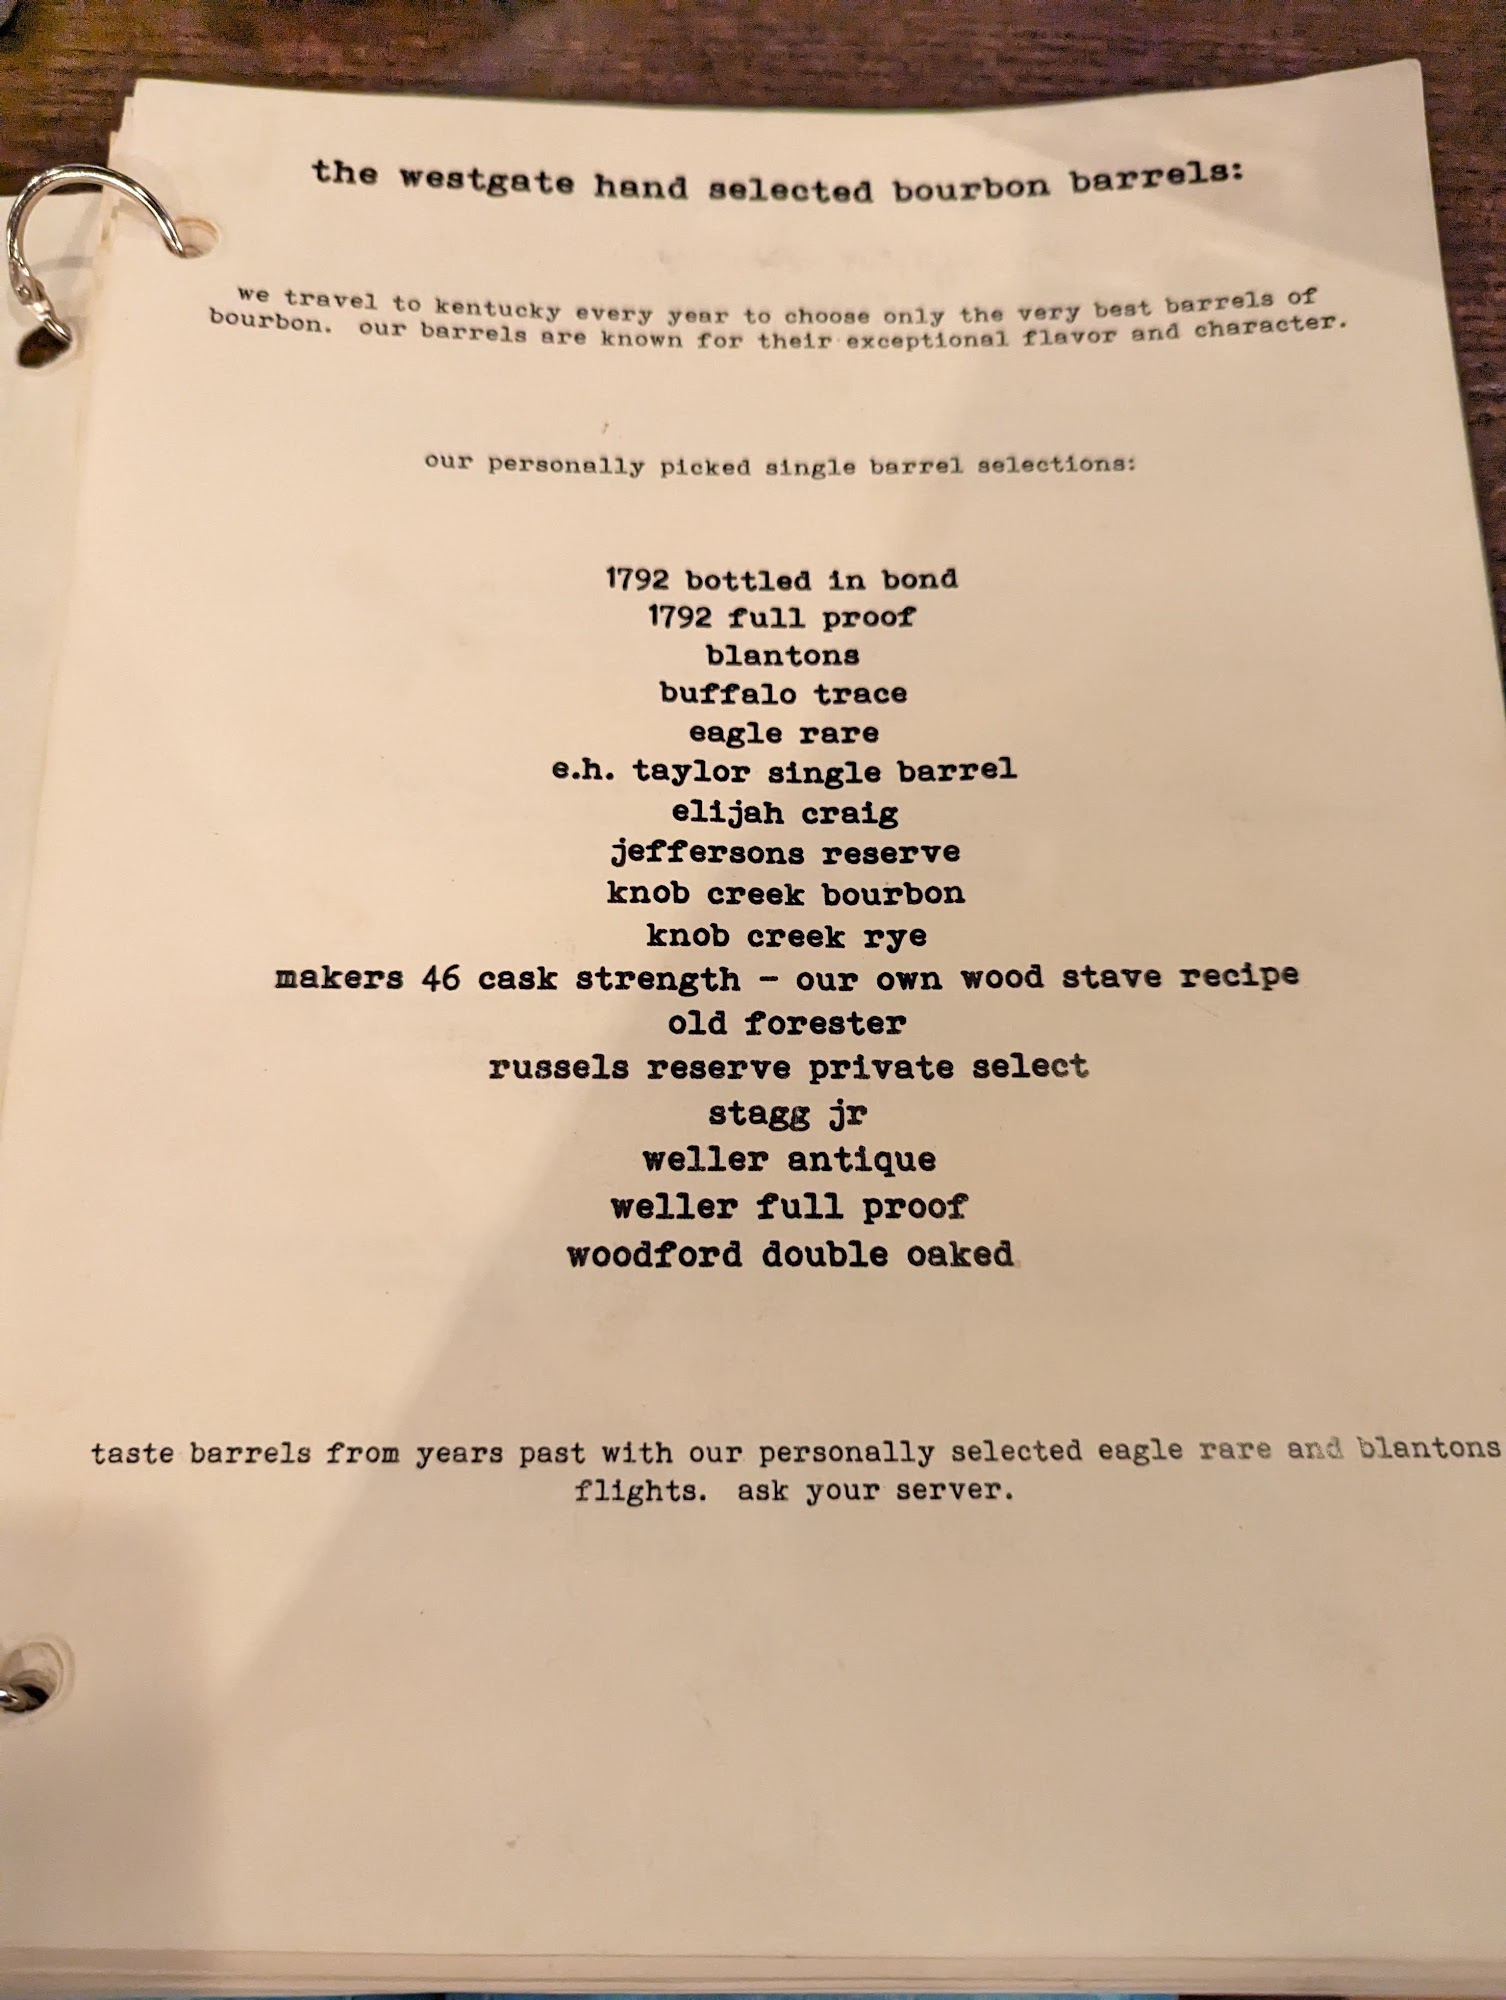 the westgate hand selected bourbon barrels:
we travel to kentucky every year to choose only the very best barrels of
bourbon. our barrels are known for their exceptional flavor and character.
our personally picked single barrel selections:
1792 bottled in bond
1792 full proof
blantons
buffalo trace
eagle rare
e.h. taylor single barrel
elijah craig
jeffersons reserve
knob creek bourbon
knob creek rye
makers 46 cask strength – our own wood stave recipe
old forester
russels reserve private select
stagg jr
weller antique
weller full proof
woodford double oaked
taste barrels from years past with our personally selected eagle rare and blantons
flights. ask your server.